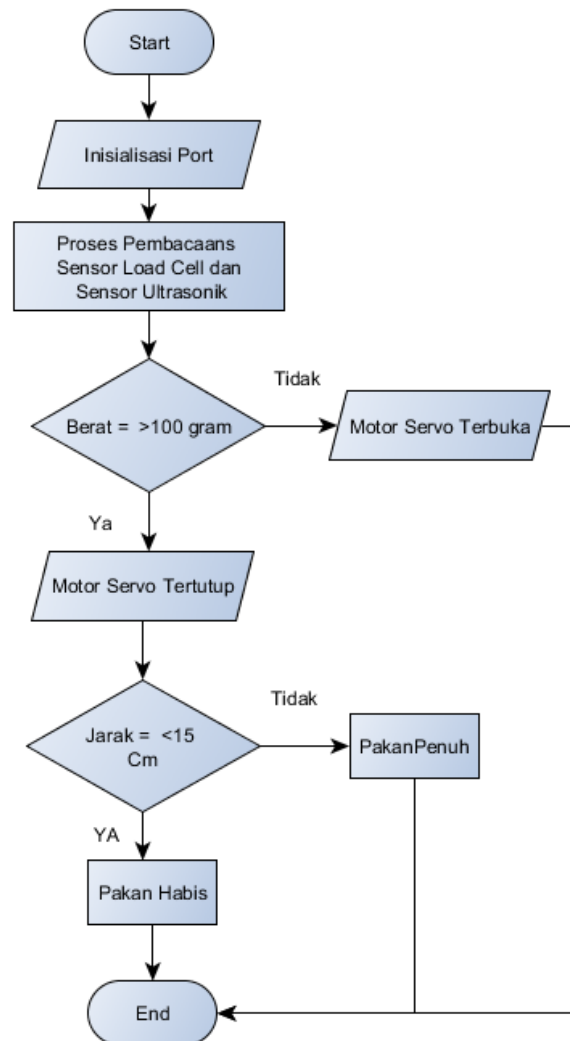 Start
Inisialisasi Port
Proses Pembacaans
Sensor Load Cell dan
Sensor Ultrasonik
Tidak
Berat = >100 gram
Motor Servo Terbuka
Ya
Motor Servo Tertutup
Tidak
Jarak = <15
Cm
PakanPenuh
YA
Pakan Habis
End